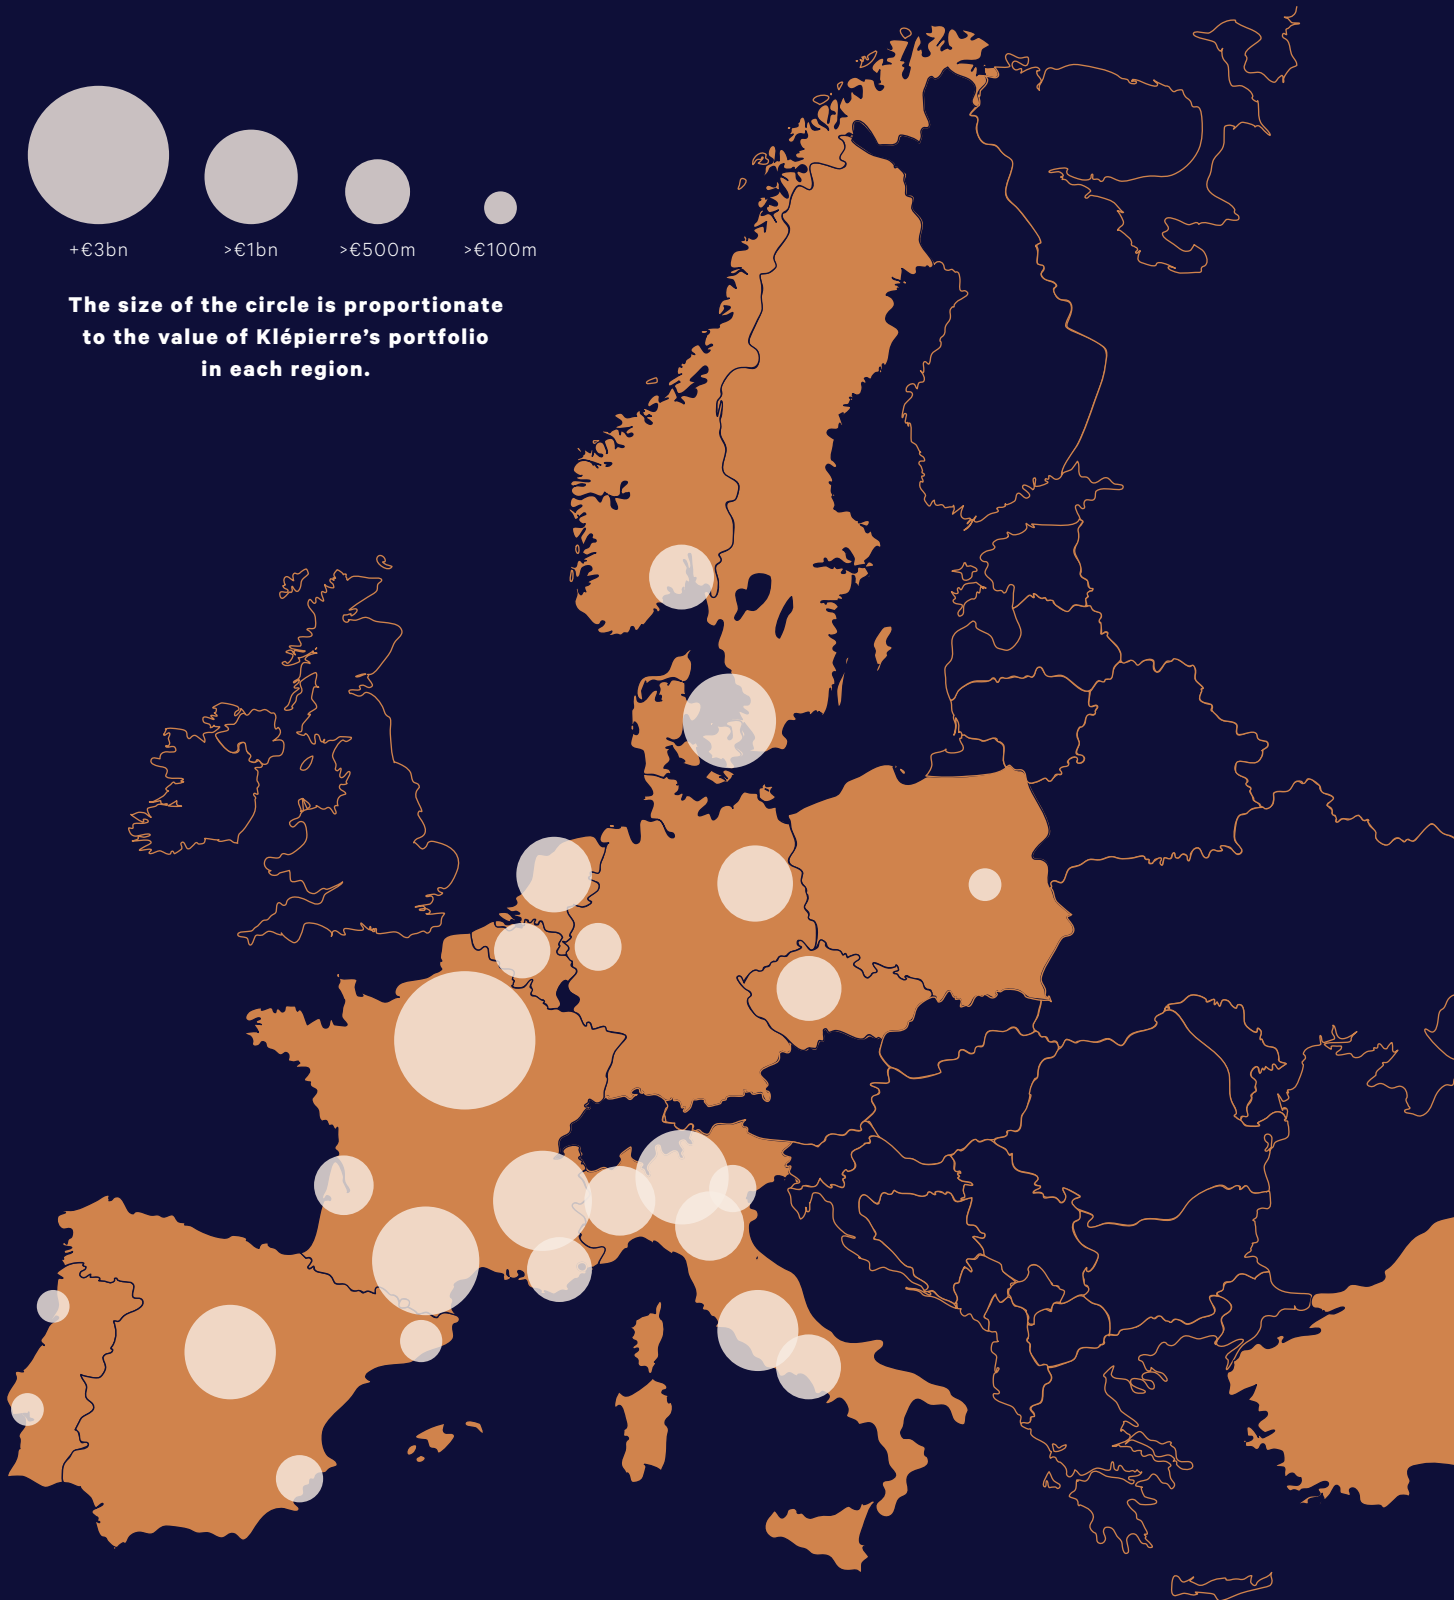 +€3bn
>€1bn
>€500m
>€100m
The size of the circle is proportionate
to the value of Klépierre’s portfolio
in each region.